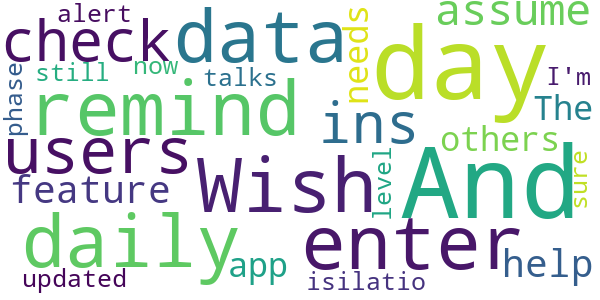 alert
assume
check
data
day
needs
still
now
talks
I'm
phase
remind
ins
The
users
others
feature
Wish
level
And
sure
daily
app
enter
help
updated
isilatio